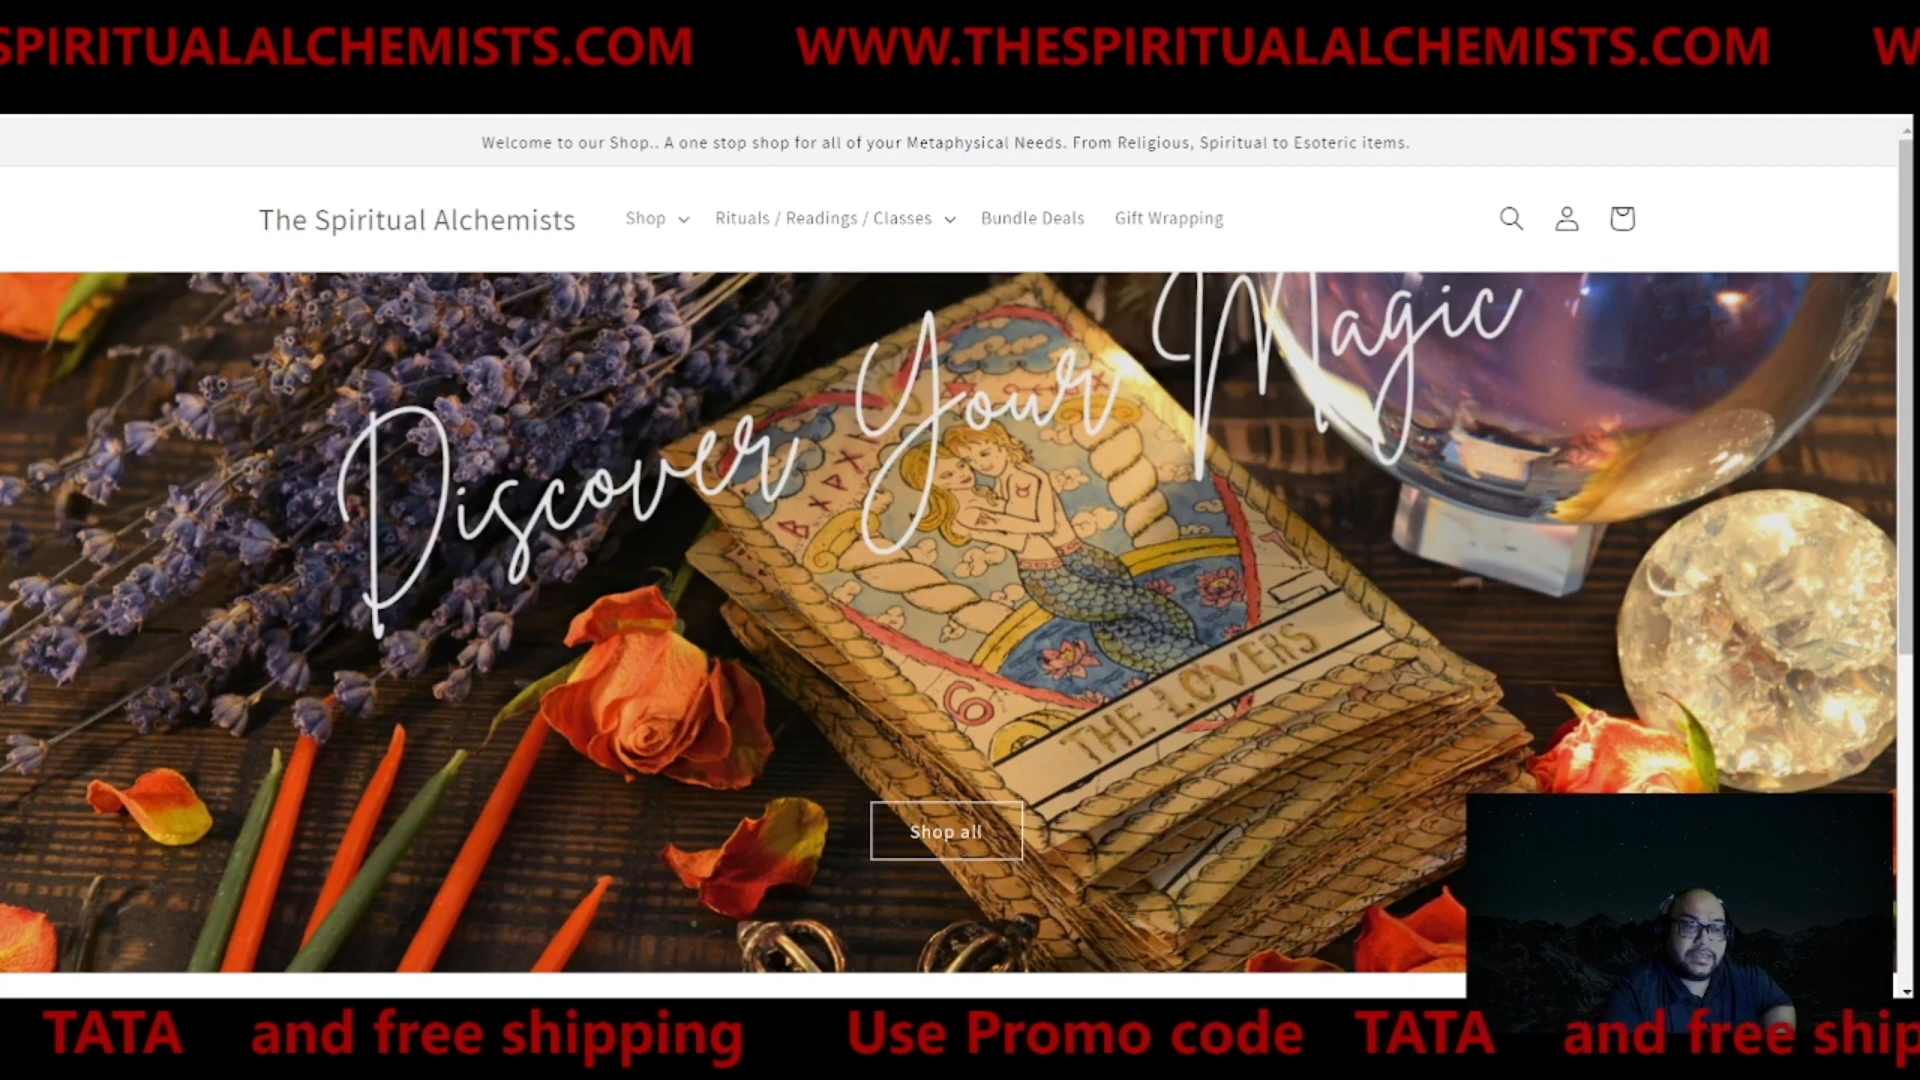 SPIRITUALALCHEMISTS.COM WWW.THESPIRITUALALCHEMISTS.COM W
Welcome to our Shop.. A one stop shop for all of your Metaphysical Needs. From Religious, Spiritual to Esoteric items.
The Spiritual Alchemists Shop Rituals / Readings / Classes Bundle Deals Gift Wrapping
Discover Your Magic
6
THE LOVERS
Shop all
TATA and free shipping Use Promo code TATA and free ship